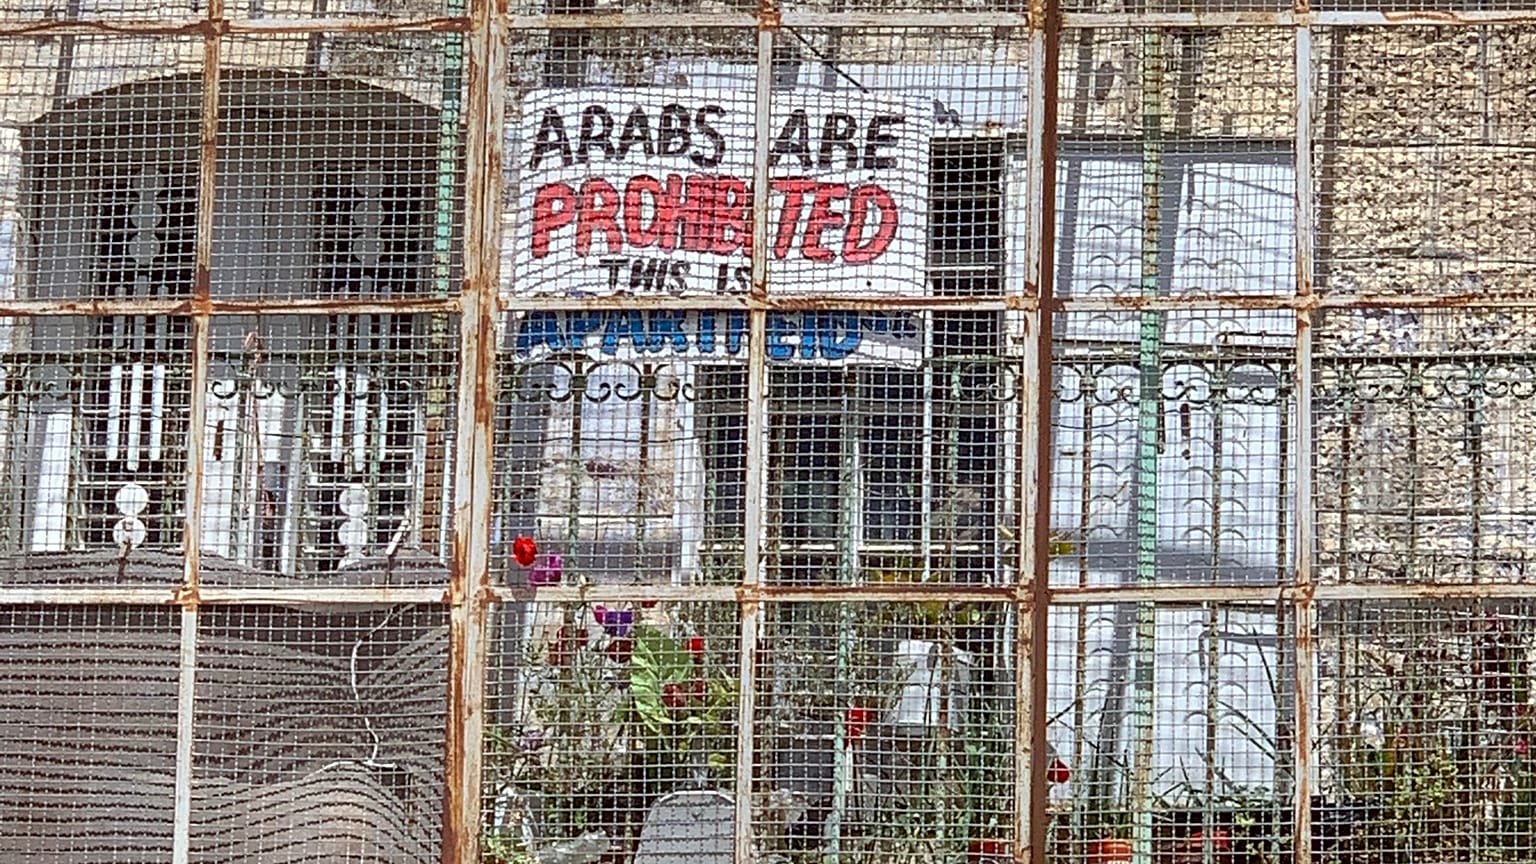 ARABS ARE
PROHIBITED
THIS IS
APARTHEID